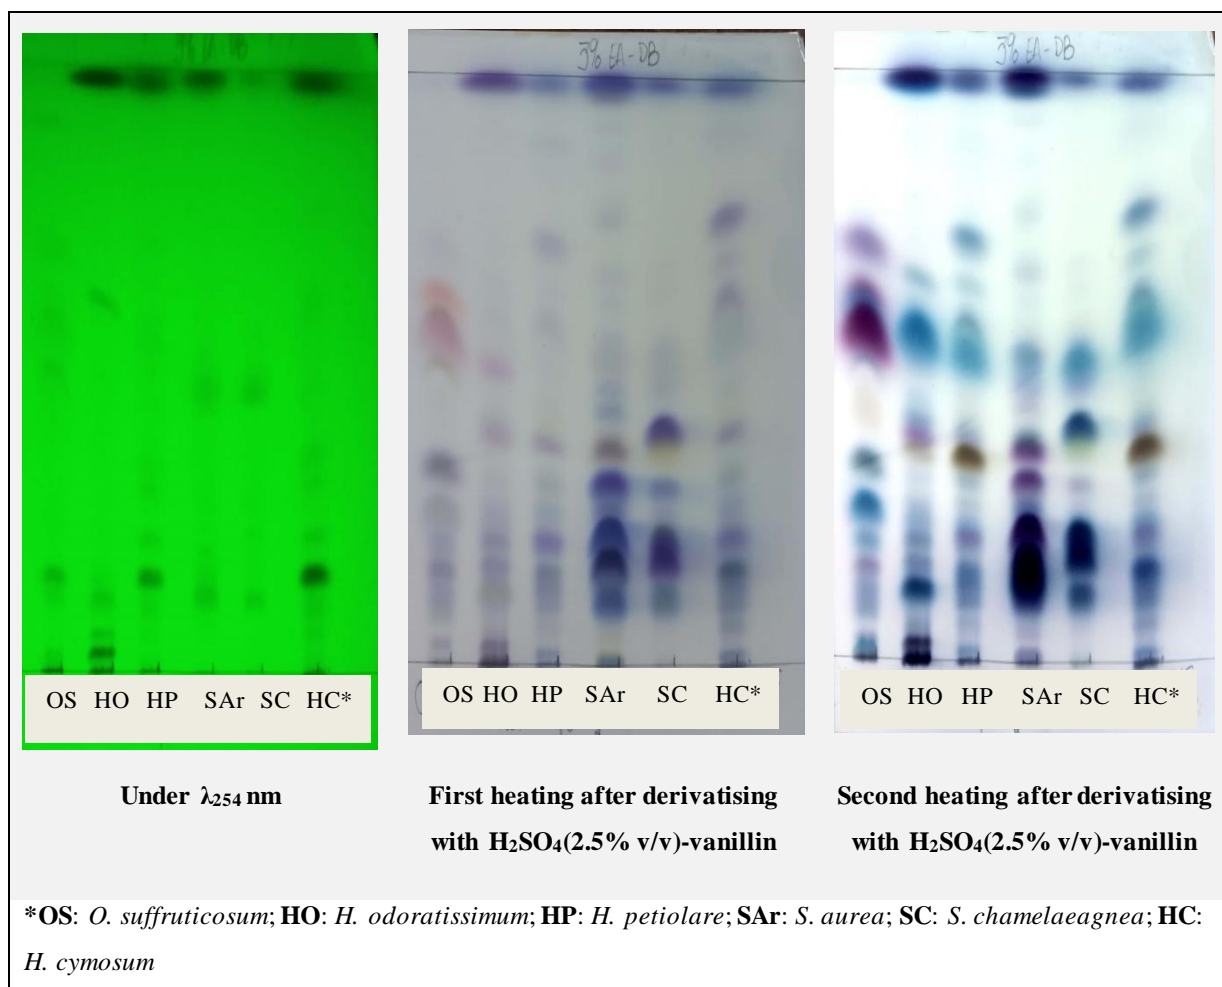 5% EA-DB
5% EA-DB
OS HO HP SAr SC HC*
OS HO HP SAr SC HC*
OS HO HP SAr SC HC*
Under λ254 nm
First heating after derivatising
with H2SO4(2.5% v/v)-vanillin
Second heating after derivatising
with H2SO4(2.5% v/v)-vanillin
*OS: O. suffruticosum; HO: H. odoratissimum; HP: H. petiolare; SAr: S. aurea; SC: S. chamelaeagnea; HC:
H. cymosum